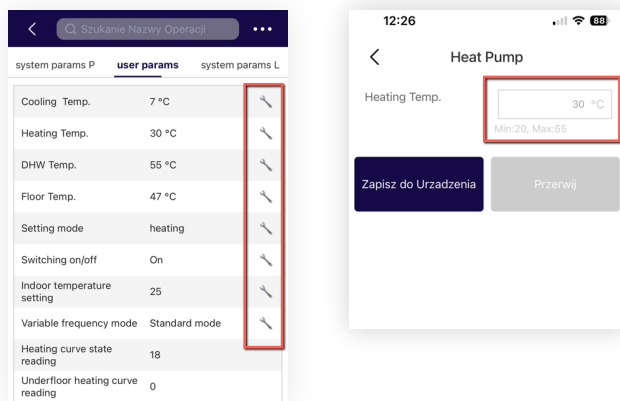 Szukanie Nazwy Operacji
system params P user params system params L
Cooling Temp. 7 °C
Heating Temp. 30 °C
DHW Temp. 55 °C
Floor Temp. 47 °C
Setting mode heating
Switching on/off On
Indoor temperature
setting 25
Variable frequency mode Standard mode
Heating curve state
reading 18
Underfloor heating curve
reading 0
12:26 88
Heat Pump
Heating Temp. 30 °C
Min:20, Max:55
Zapisz do Urzadzenia Przerwij